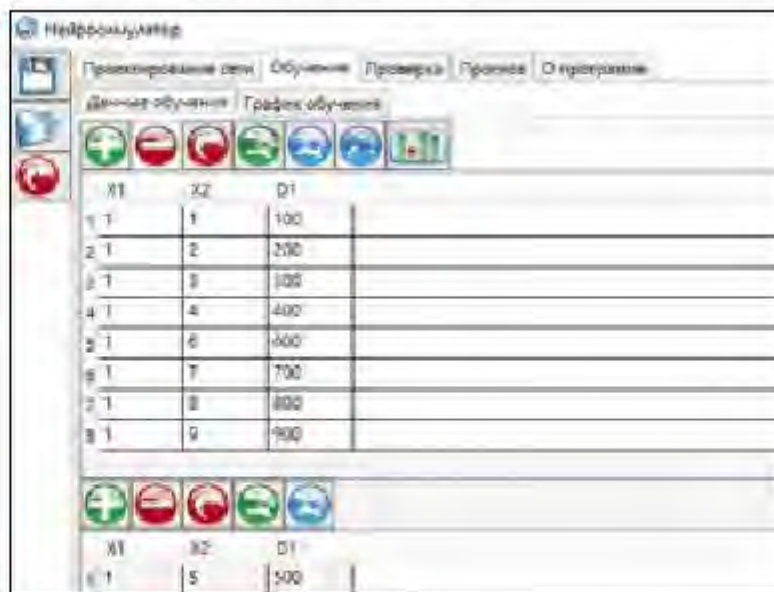 Нейросимулятор
Проектирование сети Обучение Проверка Прогноз О программе
Данные обучения График обучения
X1 X2 D1
1 1 1 100
2 1 2 200
3 1 3 300
4 1 4 400
5 1 6 600
6 1 7 700
7 1 8 800
8 1 9 900
X1 X2 D1
1 1 5 500